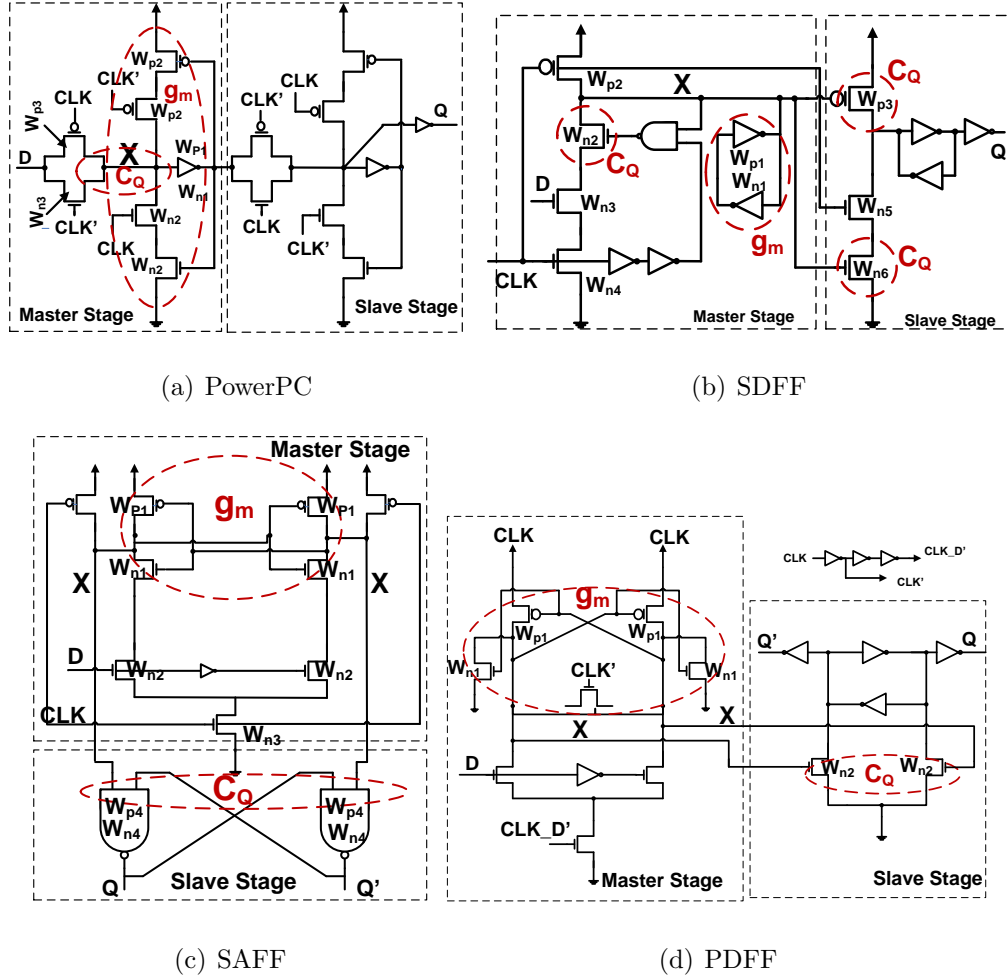 CLK'
W_p2
g_m
CLK
W_p2
W_p3
D
X
W_P1
C_Q
W_n1
W_n3
W_n2
CLK'
CLK
W_n2
Master Stage
CLK
CLK'
Q
CLK
CLK'
Slave Stage
(a) PowerPC
W_p2
X
C_Q
W_p3
W_n2
C_Q
W_p1
W_n1
Q
D
W_n3
g_m
W_n5
C_Q
CLK
W_n4
W_n6
Master Stage
Slave Stage
(b) SDFF
Master Stage
W_P1
g_m
W_P1
W_n1
W_n1
X
X
D
W_n2
W_n2
CLK
W_n3
C_Q
W_p4
W_n4
W_p4
W_n4
Slave Stage
Q
Q'
(c) SAFF
CLK
CLK
g_m
W_p1
W_p1
W_n1
W_n1
CLK'
X
X
D
CLK_D'
Master Stage
CLK
CLK_D'
CLK'
Q'
Q
W_n2
C_Q
W_n2
Slave Stage
(d) PDFF